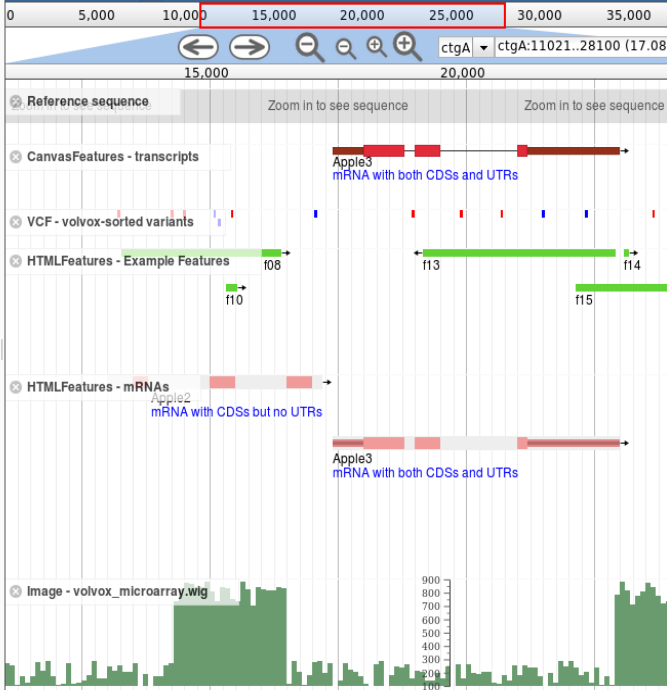 0 5,000 10,000 15,000 20,000 25,000 30,000 35,000
ctgA ctgA:11021..28100 (17.08
15,000 20,000
Reference sequence Zoom in to see sequence Zoom in to see sequence
CanvasFeatures - transcripts
Apple3
mRNA with both CDSs and UTRs
VCF - volvox-sorted variants
HTMLFeatures - Example Features
f08 f13 f14
f10 f15
HTMLFeatures - mRNAs
Apple2
mRNA with CDSs but no UTRs
Apple3
mRNA with both CDSs and UTRs
Image - volvox_microarray.wig
900
800
700
600
500
400
300
200
100